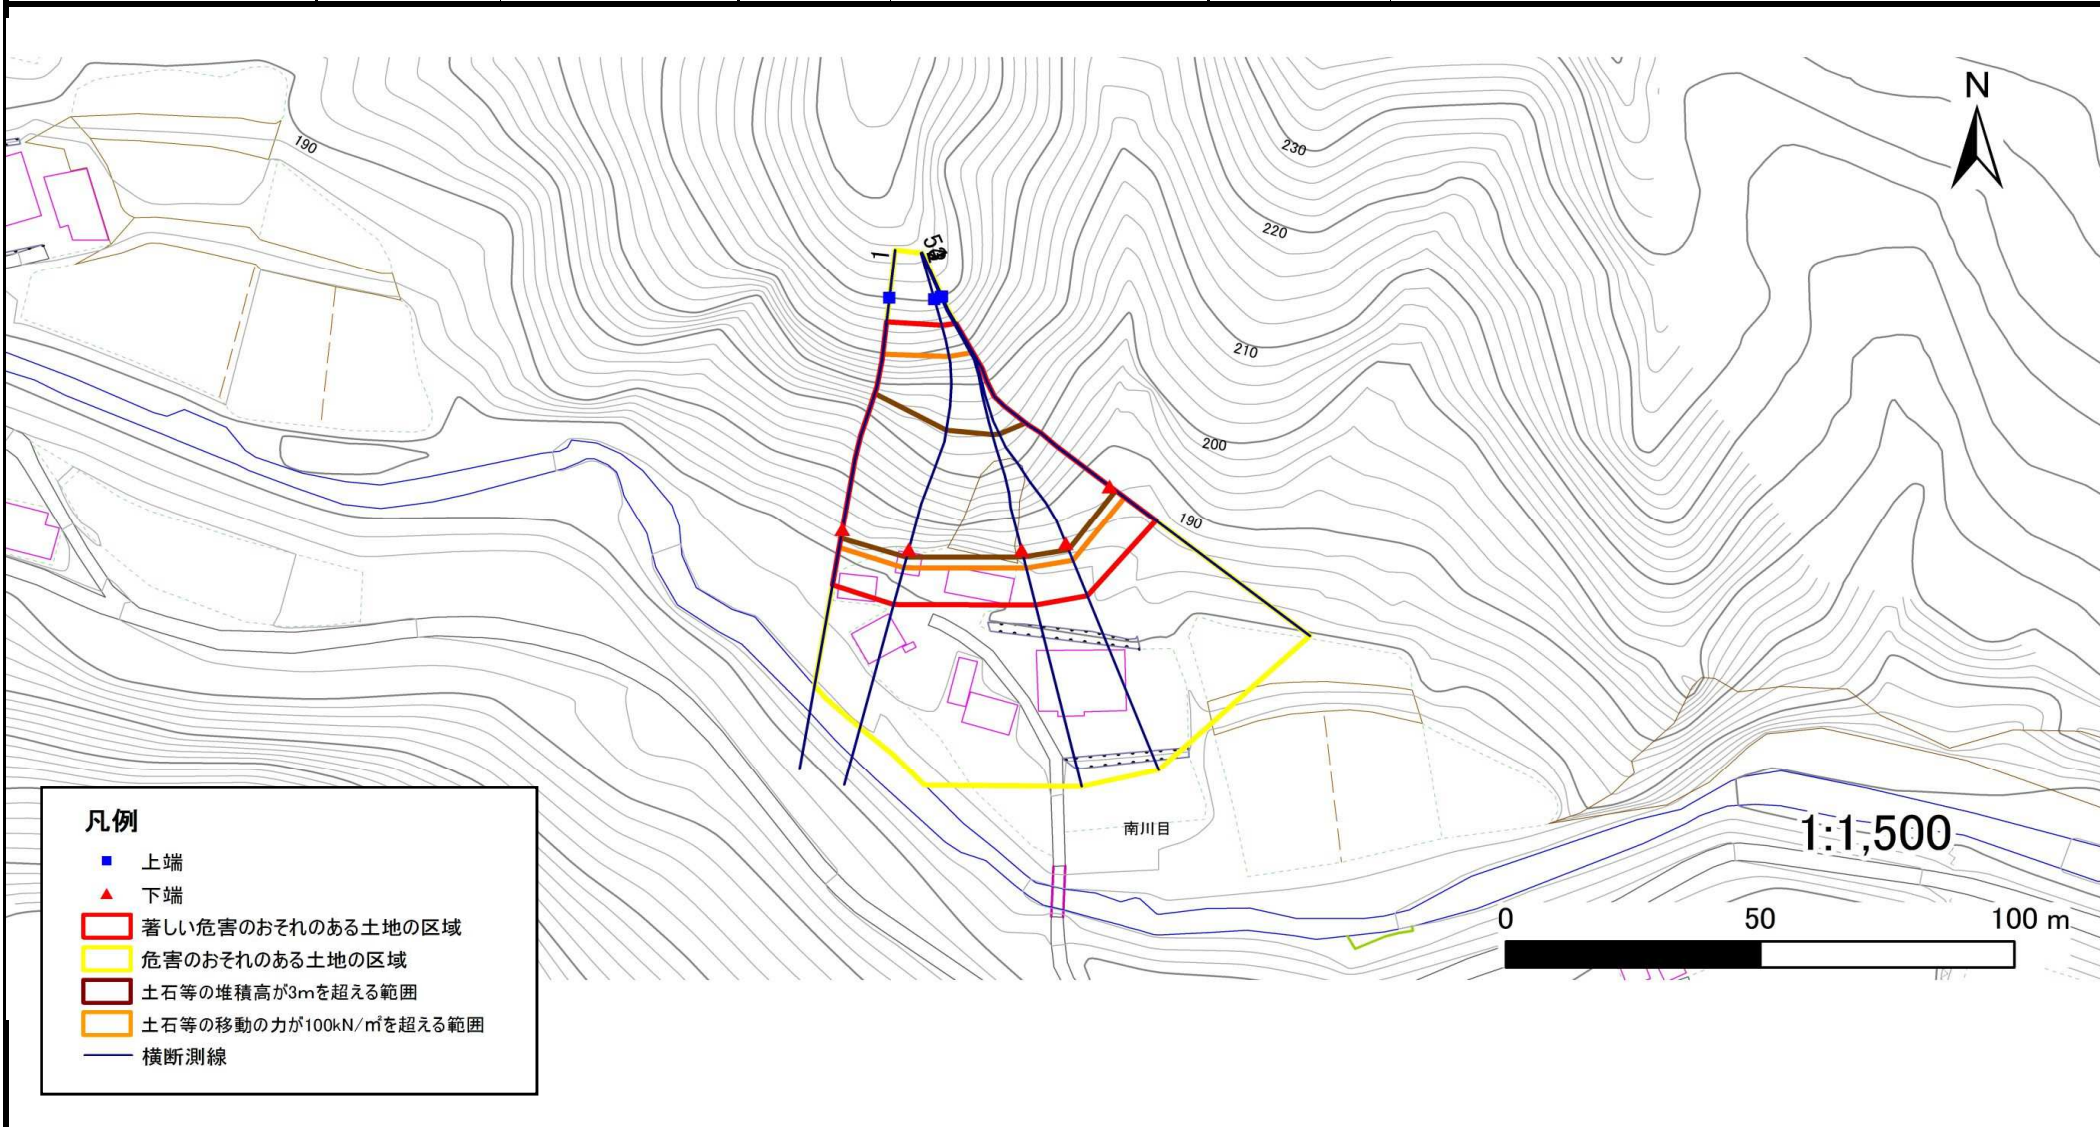 N
190
230
220
1
5
210
200
190
南川目
1:1,500
0 50 100 m
凡例
上端
下端
著しい危害のおそれのある土地の区域
危害のおそれのある土地の区域
土石等の堆積高が3mを超える範囲
土石等の移動の力が100kN/㎡を超える範囲
横断測線